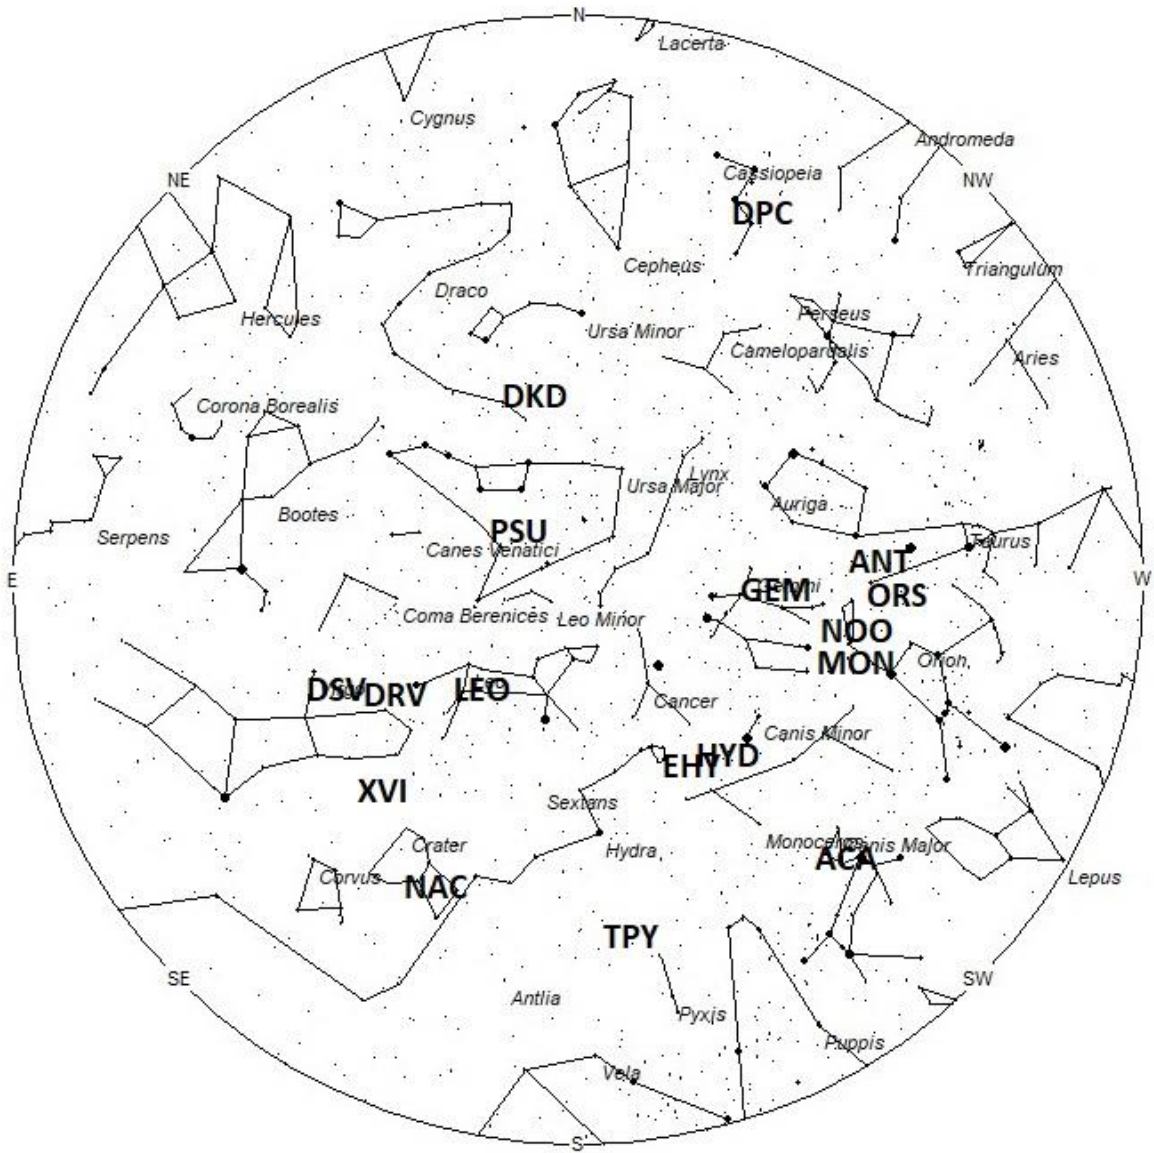 N
Lacerta
Cygnus
Andromeda
Cassiopeia
NE
NW
DPC
Cepheus
Triangulum
Draco
Hercules
Perseus
Ursa Minor
Camelopardalis
Aries
DKD
Corona Borealis
Lynx
Ursa Major
Auriga
Bootes
PSU
Serpens
Taurus
Canes Venatici
ANT
E
W
GEM
Gemini
ORS
Coma Berenices
Leo Minor
NDO
MON
Orion
DSV
DRV
LEO
Leo
Cancer
Canis Minor
HYD
EHY
XVI
Sextans
Crater
Hydra
Monoceros
Canis Major
ACA
Corvus
NAC
Lepus
TPY
SE
SW
Antlia
Pyxis
Puppis
Vela
S